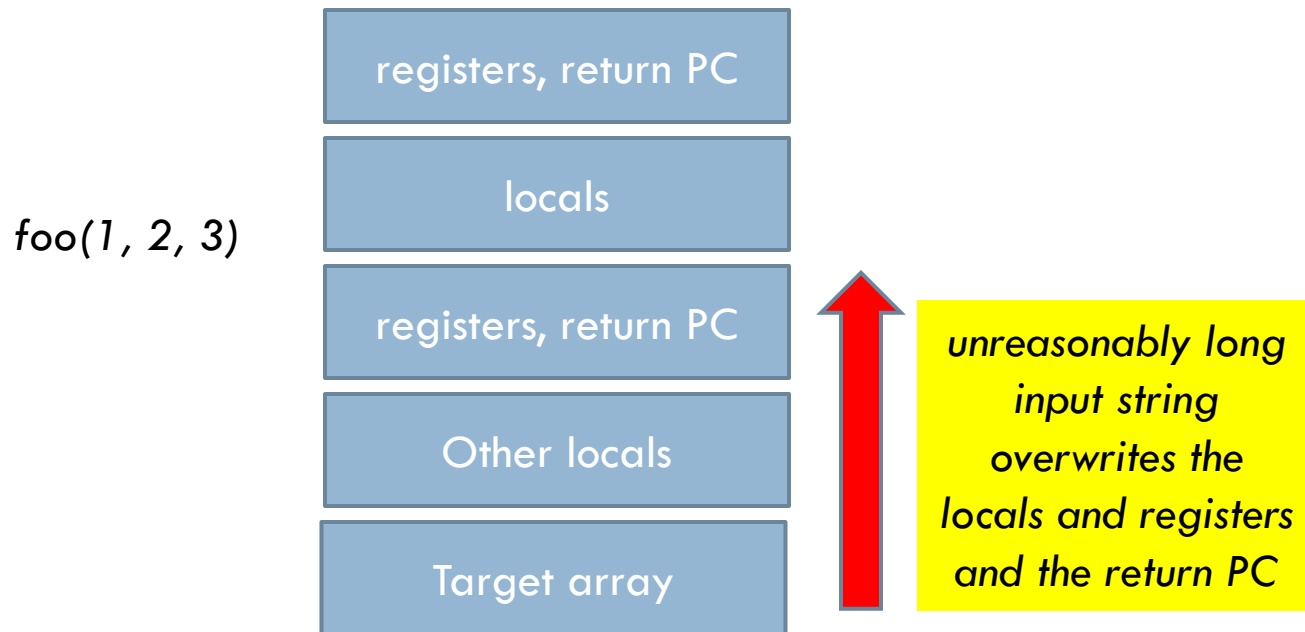 registers, return PC
locals
foo(1, 2, 3)
registers, return PC
Other locals
Target array
unreasonably long
input string
overwrites the
locals and registers
and the return PC